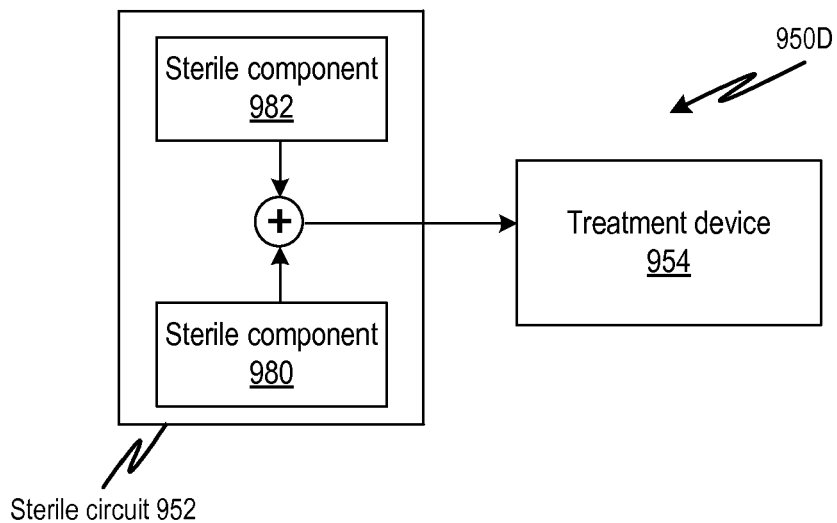 Sterile component
982
950D
+
Treatment device
954
Sterile component
980
Sterile circuit 952